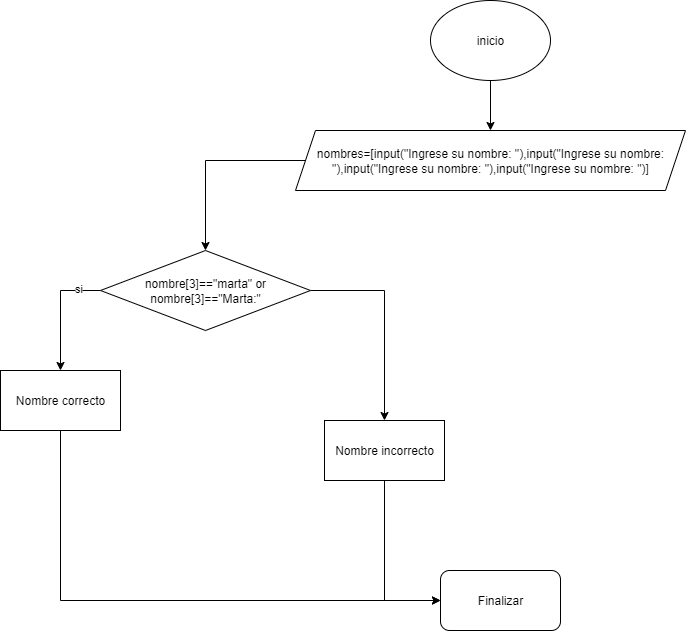 inicio
nombres=[input("Ingrese su nombre: "),input("Ingrese su nombre:
"),input("Ingrese su nombre: "),input("Ingrese su nombre: ")]
nombre[3]=="marta" or
nombre[3]=="Marta:"
si
Nombre correcto
Nombre incorrecto
Finalizar